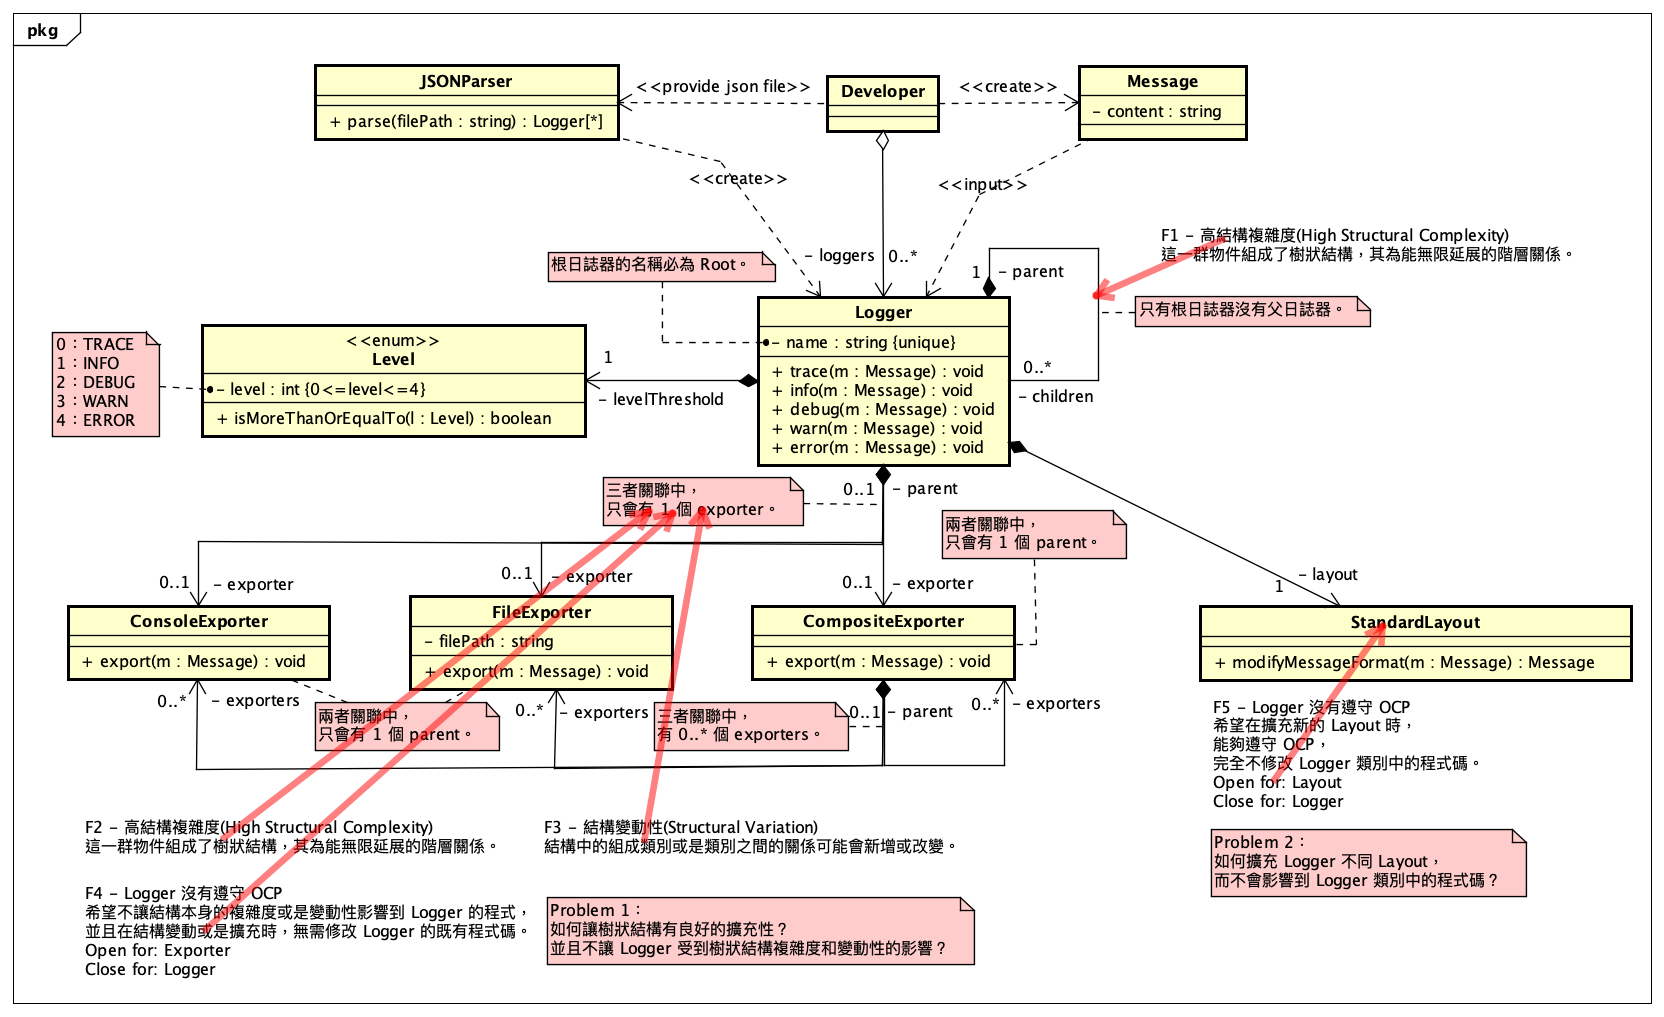 pkg
JSONParser
+ parse(filePath : string) : Logger[*]
<<provide json file>>
Developer
<<create>>
Message
- content : string
<<create>>
<<input>>
- loggers
0..*
根日誌器的名稱必為 Root。
1
- parent
F1 – 高結構複雜度(High Structural Complexity)
這一群物件組成了樹狀結構，其為能無限延展的階層關係。
只有根日誌器沒有父日誌器。
0：TRACE
1：INFO
2：DEBUG
3：WARN
4：ERROR
<<enum>>
Level
- level : int {0<=level<=4}
+ isMoreThanOrEqualTo(l : Level) : boolean
1
- levelThreshold
Logger
- name : string {unique}
+ trace(m : Message) : void
+ info(m : Message) : void
+ debug(m : Message) : void
+ warn(m : Message) : void
+ error(m : Message) : void
0..*
- children
三者關聯中，
只會有 1 個 exporter。
0..1
- parent
兩者關聯中，
只會有 1 個 parent。
0..1
- exporter
0..1
- exporter
0..1
- exporter
- layout
1
ConsoleExporter
+ export(m : Message) : void
FileExporter
- filePath : string
+ export(m : Message) : void
CompositeExporter
+ export(m : Message) : void
StandardLayout
+ modifyMessageFormat(m : Message) : Message
0..*
- exporters
兩者關聯中，
只會有 1 個 parent。
0..*
- exporters
三者關聯中，
有 0..* 個 exporters。
0..1
- parent
0..*
- exporters
F5 – Logger 沒有遵守 OCP
希望在擴充新的 Layout 時，
能夠遵守 OCP，
完全不修改 Logger 類別中的程式碼。
Open for: Layout
Close for: Logger
F2 – 高結構複雜度(High Structural Complexity)
這一群物件組成了樹狀結構，其為能無限延展的階層關係。
F3 – 結構變動性(Structural Variation)
結構中的組成類別或是類別之間的關係可能會新增或改變。
Problem 2：
如何擴充 Logger 不同 Layout，
而不會影響到 Logger 類別中的程式碼？
F4 – Logger 沒有遵守 OCP
希望不讓結構本身的複雜度或是變動性影響到 Logger 的程式，
並且在結構變動或是擴充時，無需修改 Logger 的既有程式碼。
Open for: Exporter
Close for: Logger
Problem 1：
如何讓樹狀結構有良好的擴充性？
並且不讓 Logger 受到樹狀結構複雜度和變動性的影響？